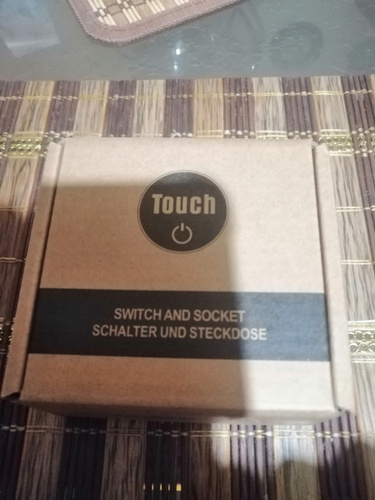 Touch
SWITCH AND SOCKET
SCHALTER UND STECKDOSE